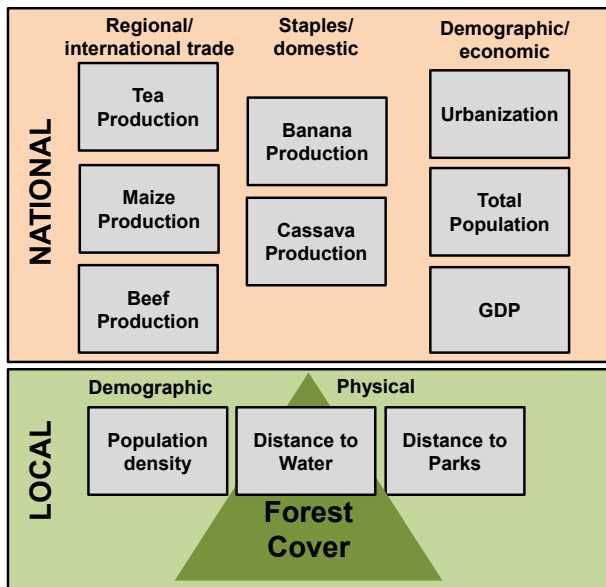 NATIONAL
Regional/
international trade
Tea
Production
Maize
Production
Beef
Production
Staples/
domestic
Banana
Production
Cassava
Production
Demographic/
economic
Urbanization
Total
Population
GDP
LOCAL
Demographic
Physical
Population
density
Distance to
Water
Distance to
Parks
Forest
Cover